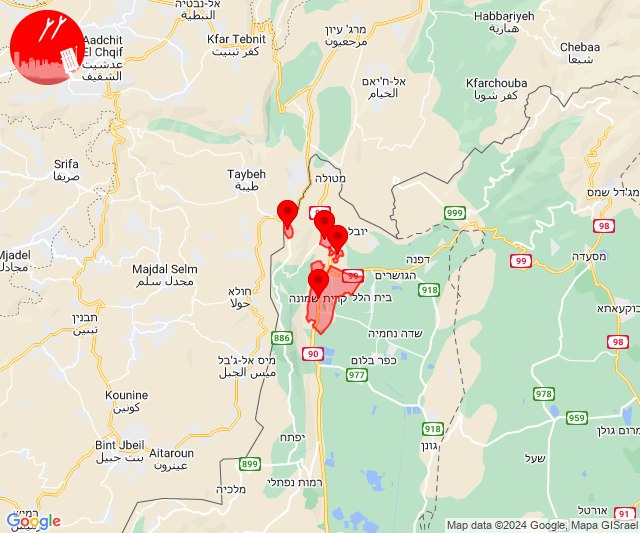 אל-נבטיה
النبطية
Habbariyeh
هبارية
Aadchit
El Chqif
עדשית
الشقيف
Kfar Tebnit
كفر تبنيت
מרג' עיון
مرجعيون
Chebaa
شبعا
אל-ח'יאם
الخيام
Kfarchouba
كفر شوبا
Srifa
صريفا
Taybeh
طيبة
מטולה
מג'דל שמס
999
98
יובל
99
מסעדה
Mjadel
مجادل
Majdal Selm
مجدل سلم
חולא
حولا
דפנה
הגושרים
99
918
קרית שמונה
בית הלל
בוקעאתא
תבנין
تبنين
886
שדה נחמיה
98
90
מיס אל-ג'בל
ميس الجبل
כפר בלום
977
Kounine
كونين
978
959
918
מרום גולן
Bint Jbeil
بنت جبيل
Aitaroun
عيترون
יפתח
גונן
899
שעל
מלכיה
רמות נפתלי
אורטל
91
Google
Map data ©2024 Google, Mapa GISrael